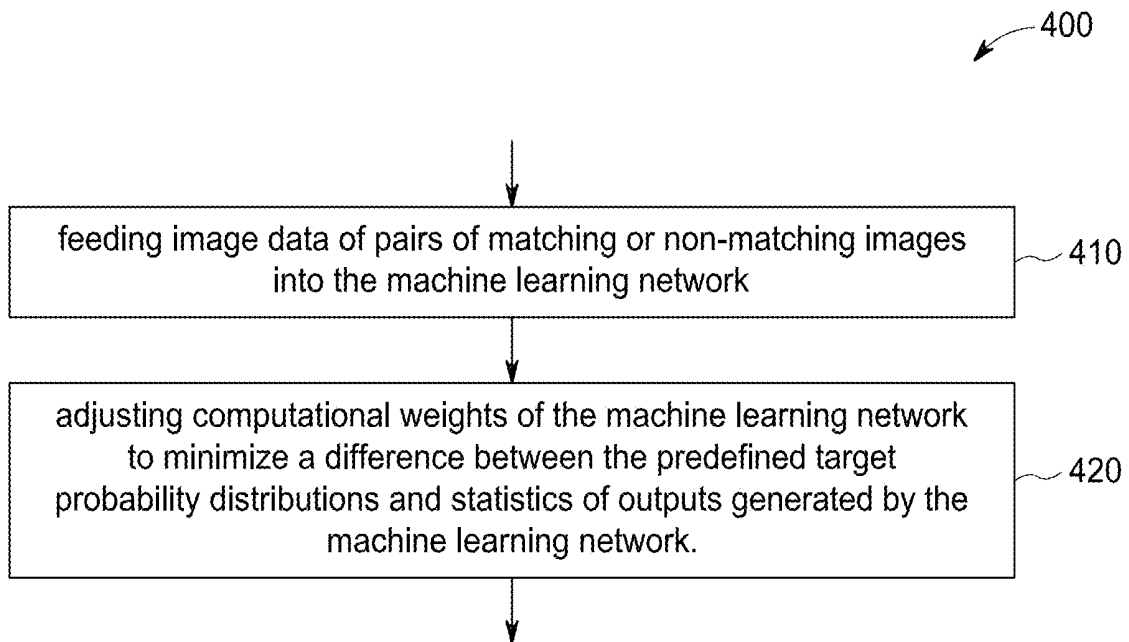 400
feeding image data of pairs of matching or non-matching images
into the machine learning network
410
adjusting computational weights of the machine learning network
to minimize a difference between the predefined target
probability distributions and statistics of outputs generated by the
machine learning network.
420